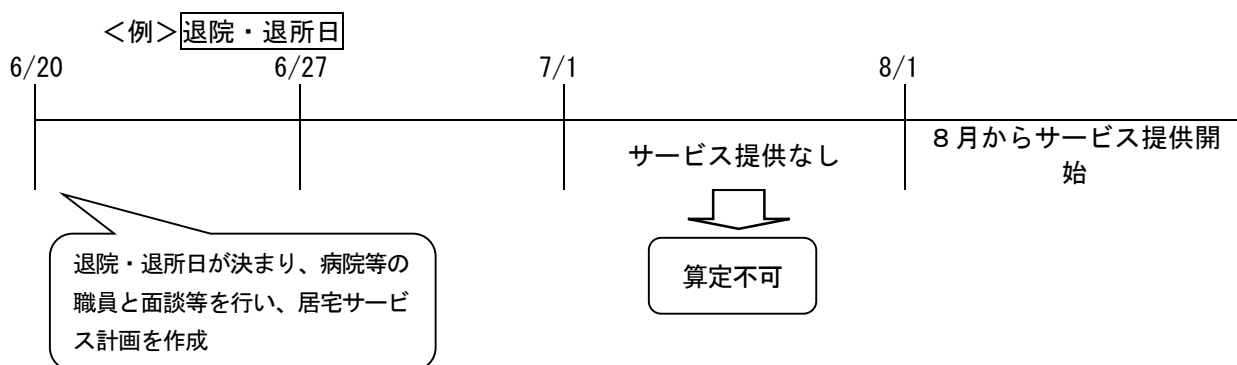 ＜例＞退院・退所日
6/20 6/27 7/1 8/1
サービス提供なし
８月からサービス提供開
始
退院・退所日が決まり、病院等の
職員と面談等を行い、居宅サービ
ス計画を作成
算定不可